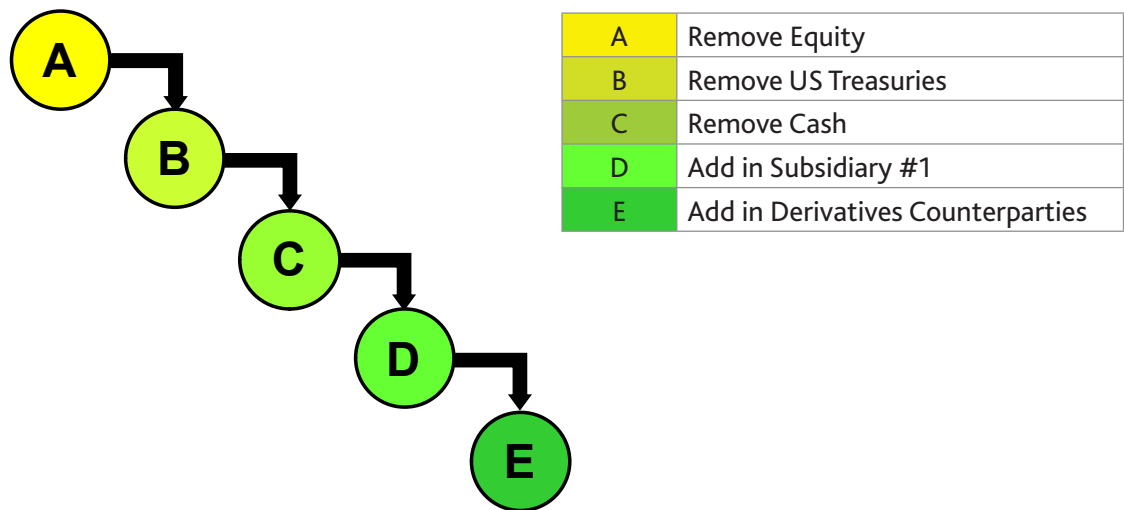 A
B
C
D
E
A Remove Equity
B Remove US Treasuries
C Remove Cash
D Add in Subsidiary #1
E Add in Derivatives Counterparties